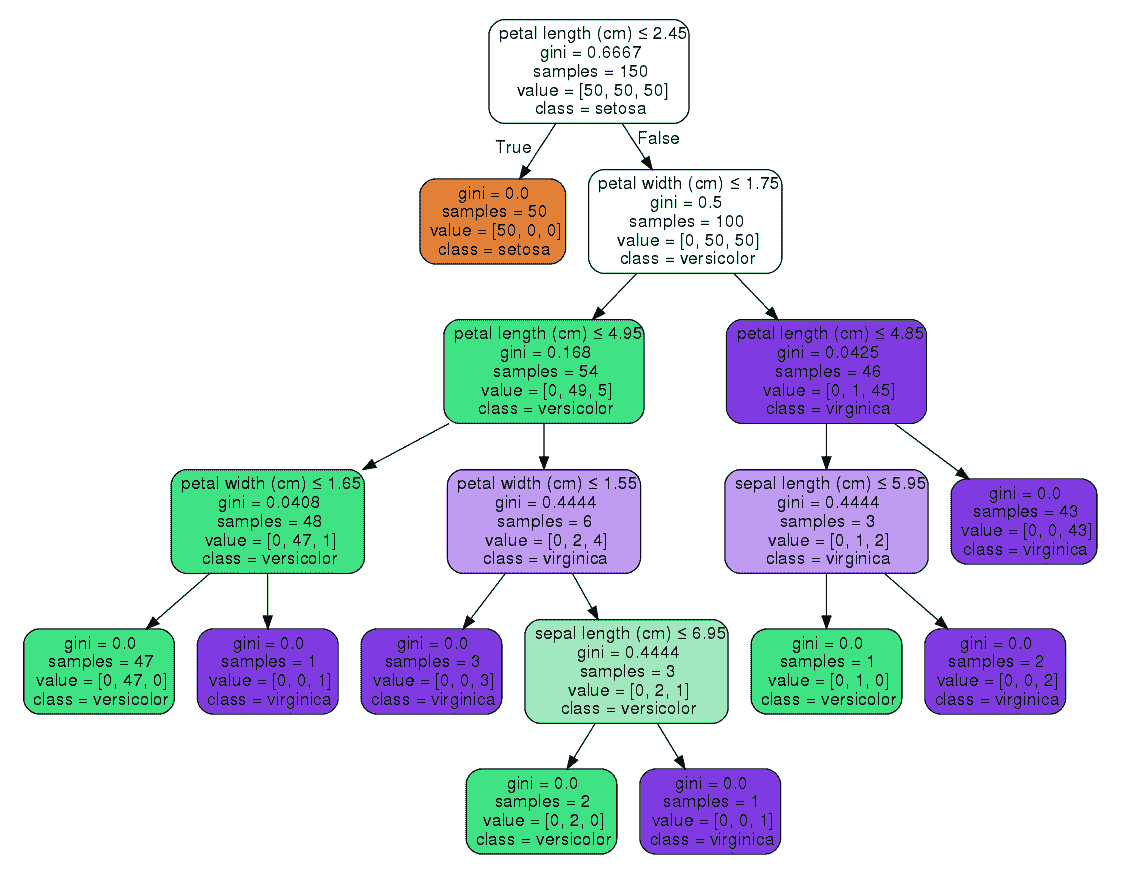 petal length (cm) ≤ 2.45
gini = 0.6667
samples = 150
value = [50, 50, 50]
class = setosa
True
False
gini = 0.0
samples = 50
value = [50, 0, 0]
class = setosa
petal width (cm) ≤ 1.75
gini = 0.5
samples = 100
value = [0, 50, 50]
class = versicolor
petal length (cm) ≤ 4.95
gini = 0.168
samples = 54
value = [0, 49, 5]
class = versicolor
petal length (cm) ≤ 4.85
gini = 0.0425
samples = 46
value = [0, 1, 45]
class = virginica
petal width (cm) ≤ 1.65
gini = 0.0408
samples = 48
value = [0, 47, 1]
class = versicolor
petal width (cm) ≤ 1.55
gini = 0.4444
samples = 6
value = [0, 2, 4]
class = virginica
sepal length (cm) ≤ 5.95
gini = 0.4444
samples = 3
value = [0, 1, 2]
class = virginica
gini = 0.0
samples = 43
value = [0, 0, 43]
class = virginica
gini = 0.0
samples = 47
value = [0, 47, 0]
class = versicolor
gini = 0.0
samples = 1
value = [0, 0, 1]
class = virginica
gini = 0.0
samples = 3
value = [0, 0, 3]
class = virginica
sepal length (cm) ≤ 6.95
gini = 0.4444
samples = 3
value = [0, 2, 1]
class = versicolor
gini = 0.0
samples = 1
value = [0, 1, 0]
class = versicolor
gini = 0.0
samples = 2
value = [0, 0, 2]
class = virginica
gini = 0.0
samples = 2
value = [0, 2, 0]
class = versicolor
gini = 0.0
samples = 1
value = [0, 0, 1]
class = virginica